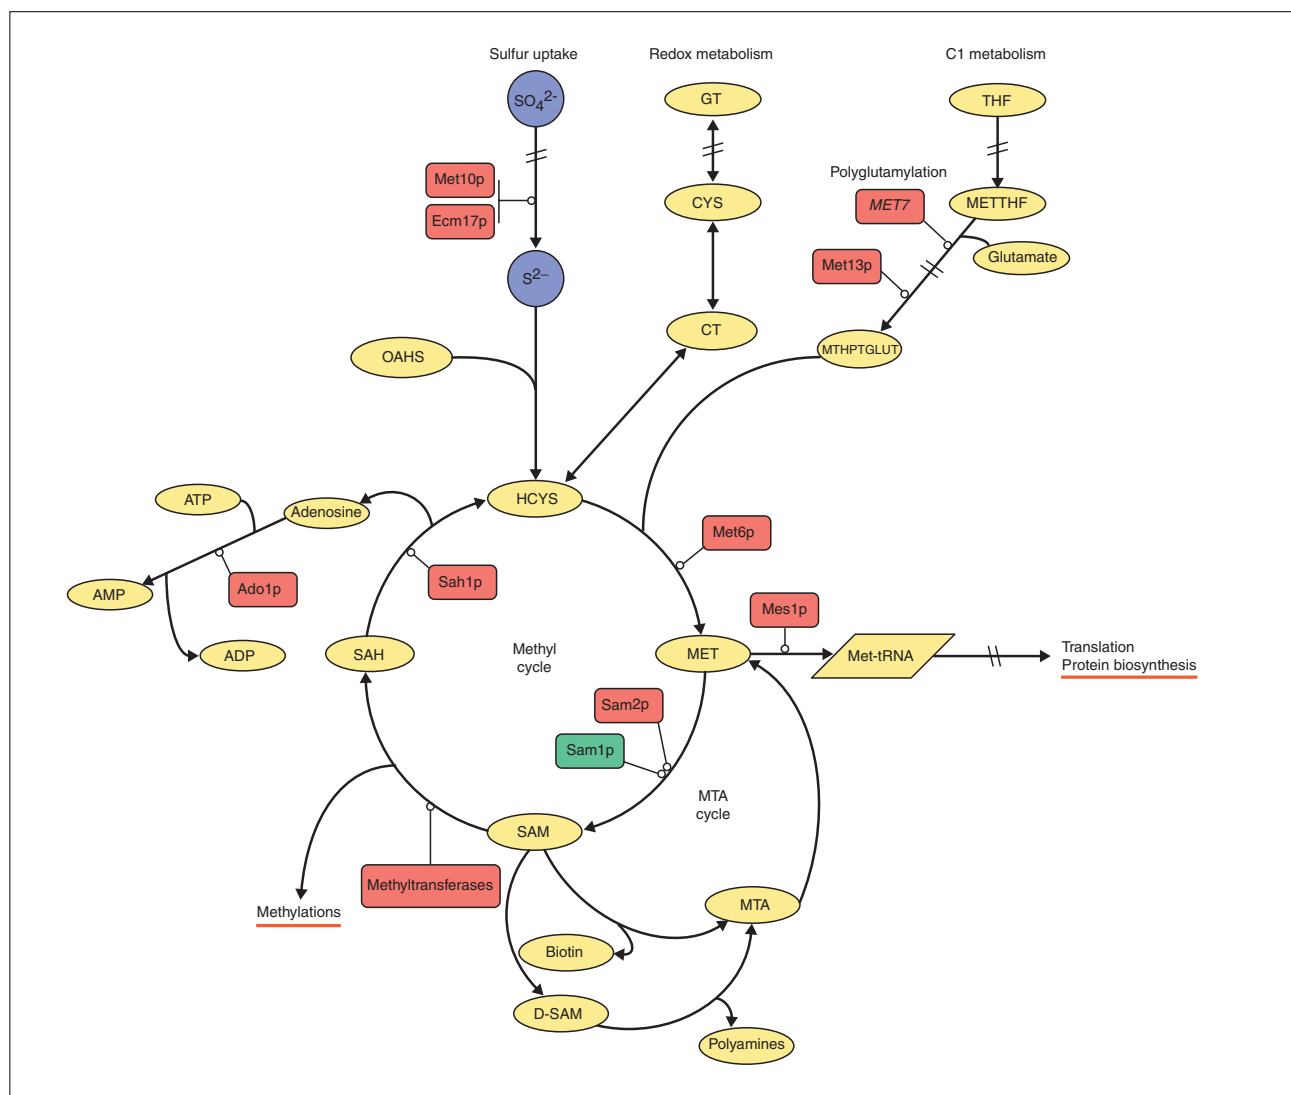 Sulfur uptake
Redox metabolism
C1 metabolism
SO4 2-
GT
THF
Met10p
Ecm17p
Polyglutamylation
MET7
CYS
METTHF
Met13p
Glutamate
S2–
OAHS
CT
MTHPTGLUT
ATP
Adenosine
HCYS
Met6p
AMP
Ado1p
Sah1p
Mes1p
ADP
SAH
Methyl
cycle
MET
Met-tRNA
Translation
Protein biosynthesis
Sam2p
Sam1p
MTA
cycle
SAM
Methyltransferases
Methylations
MTA
Biotin
D-SAM
Polyamines